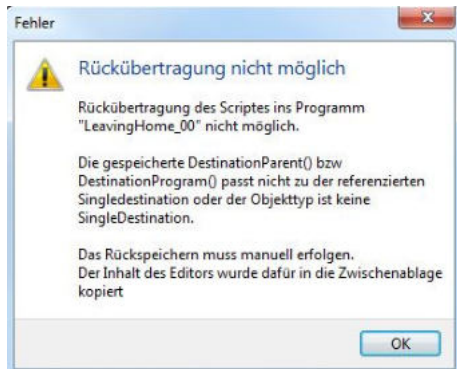 Fehler
Rückübertragung nicht möglich
Rückübertragung des Scriptes ins Programm
"LeavingHome_00" nicht möglich.
Die gespeicherte DestinationParent() bzw
DestinationProgram() passt nicht zu der referenzierten
Singledestination oder der Objekttyp ist keine
SingleDestination.
Das Rückspeichern muss manuell erfolgen.
Der Inhalt des Editors wurde dafür in die Zwischenablage
kopiert
OK